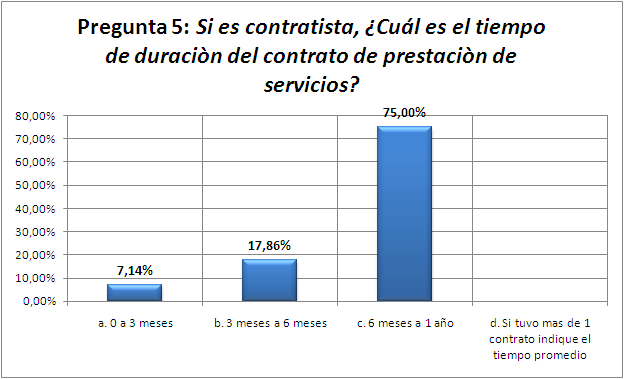 Pregunta 5: Si es contratista, ¿Cuál es el tiempo
de duraciòn del contrato de prestaciòn de
servicios?
80,00%
70,00%
60,00%
50,00%
40,00%
30,00%
20,00%
10,00%
0,00%
7,14%
17,86%
75,00%
a. 0 a 3 meses
b. 3 meses a 6 meses
c. 6 meses a 1 año
d. Si tuvo mas de 1
contrato indique el
tiempo promedio